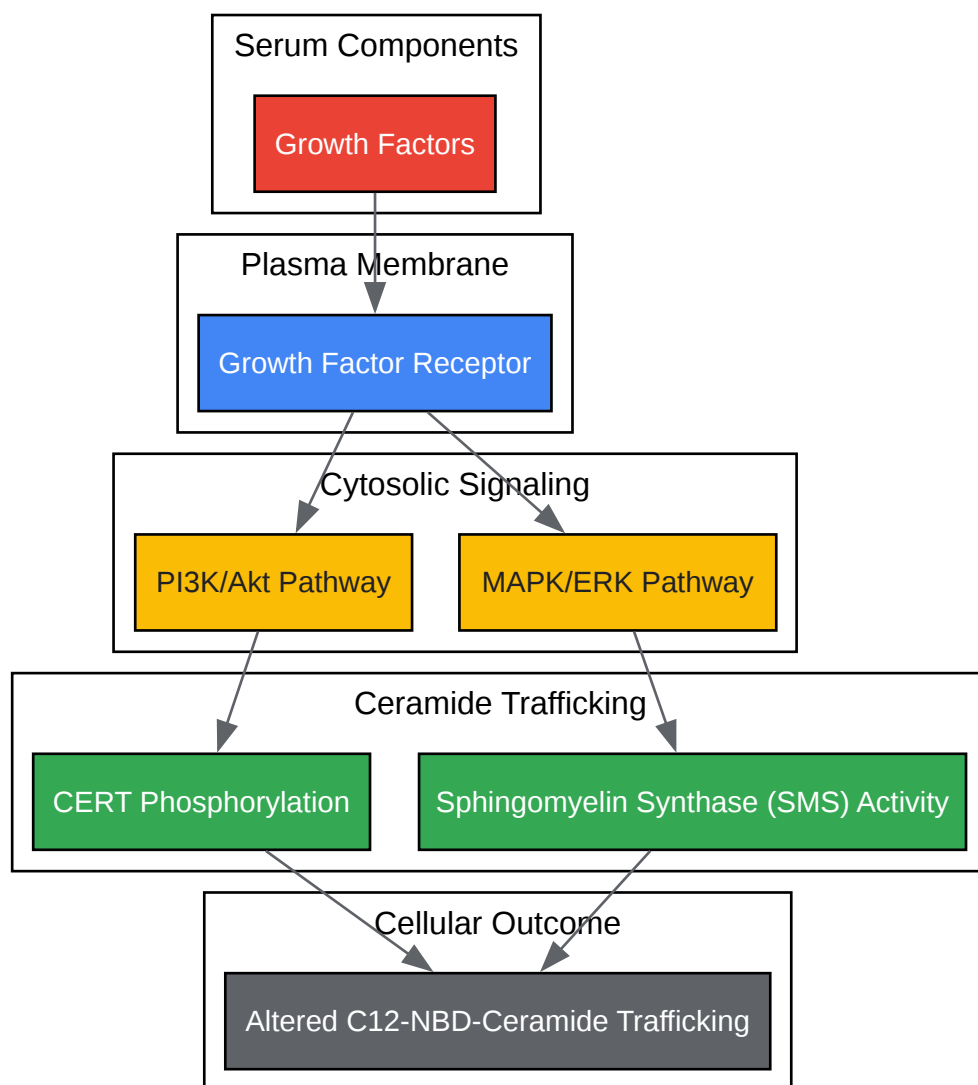 Serum Components
Growth Factors
Plasma Membrane
Growth Factor Receptor
Cytosolic Signaling
PI3K/Akt Pathway
MAPK/ERK Pathway
Ceramide Trafficking
CERT Phosphorylation
Sphingomyelin Synthase (SMS) Activity
Cellular Outcome
Altered C12-NBD-Ceramide Trafficking